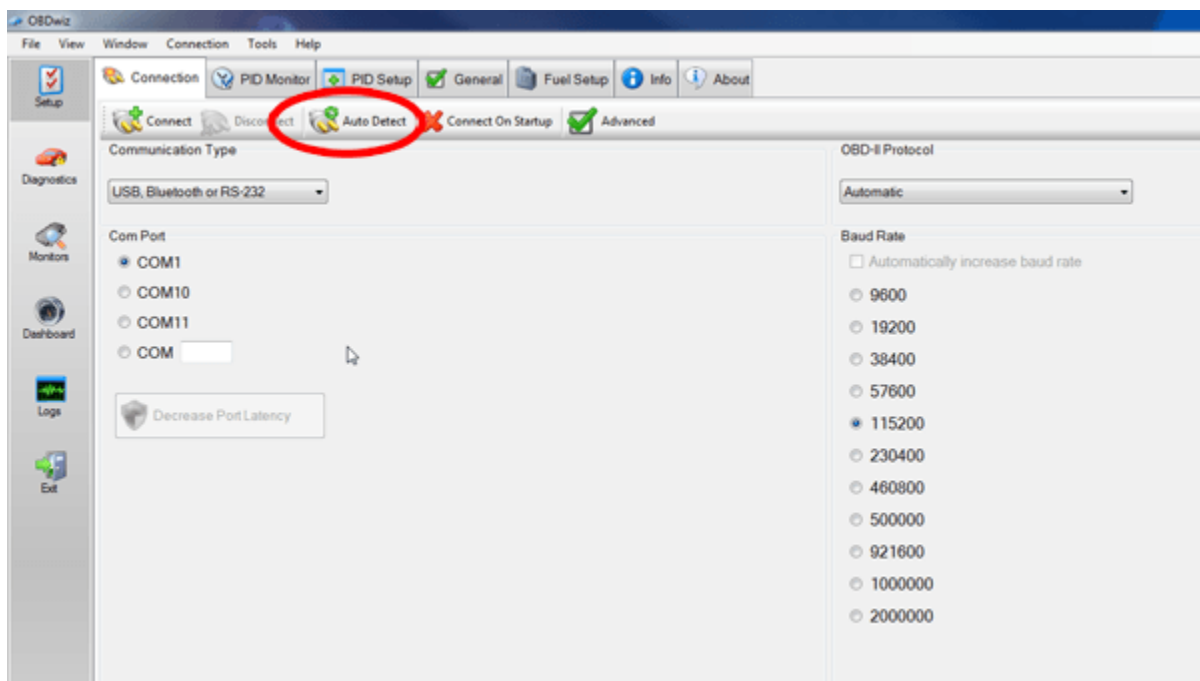 OBDwiz
File View Window Connection Tools Help
Setup
Diagnostics
Monitors
Dashboard
Logs
Exit
Connection PID Monitor PID Setup General Fuel Setup Info About
Connect Disconnect Auto Detect Connect On Startup Advanced
Communication Type
USB, Bluetooth or RS-232
Com Port
COM1
COM10
COM11
COM
Decrease Port Latency
OBD-II Protocol
Automatic
Baud Rate
Automatically increase baud rate
9600
19200
38400
57600
115200
230400
460800
500000
921600
1000000
2000000